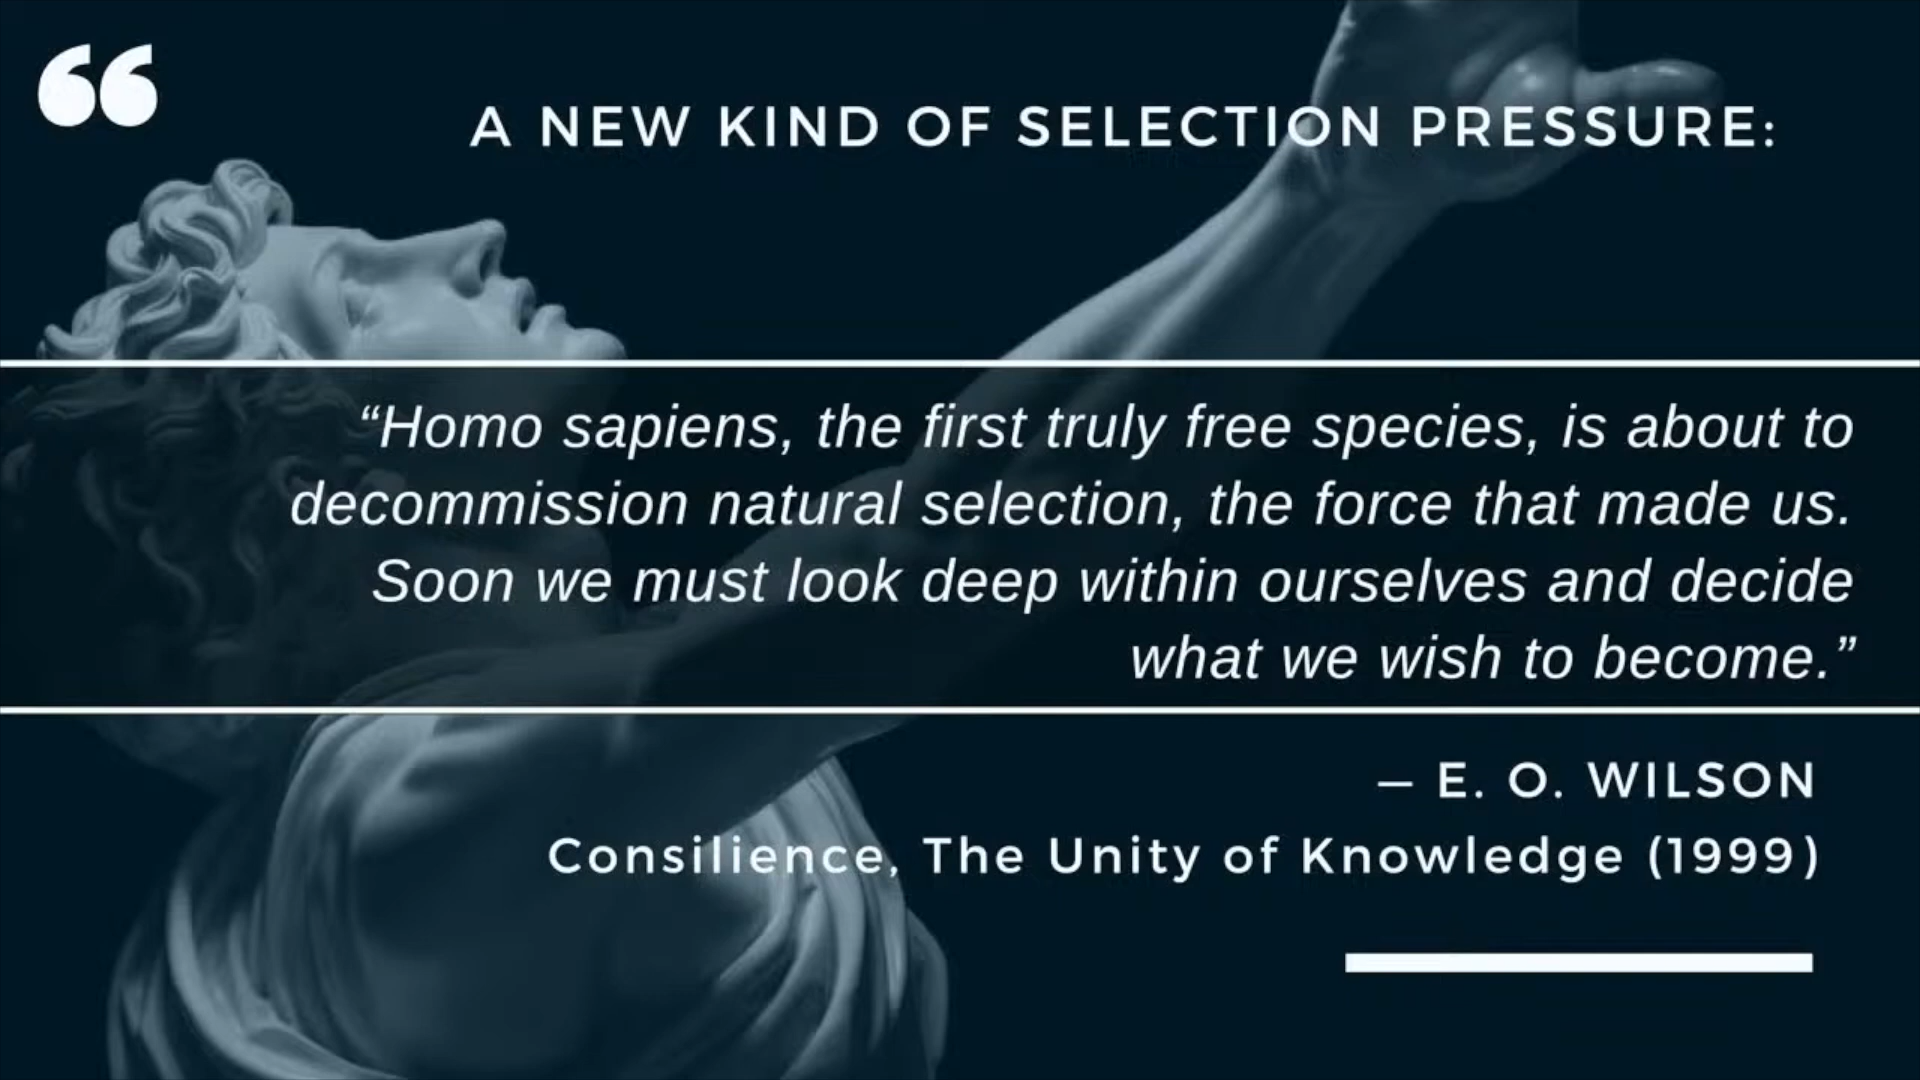 “
A NEW KIND OF SELECTION PRESSURE:
“Homo sapiens, the first truly free species, is about to
decommission natural selection, the force that made us.
Soon we must look deep within ourselves and decide
what we wish to become.”
– E. O. WILSON
Consilience, The Unity of Knowledge (1999)